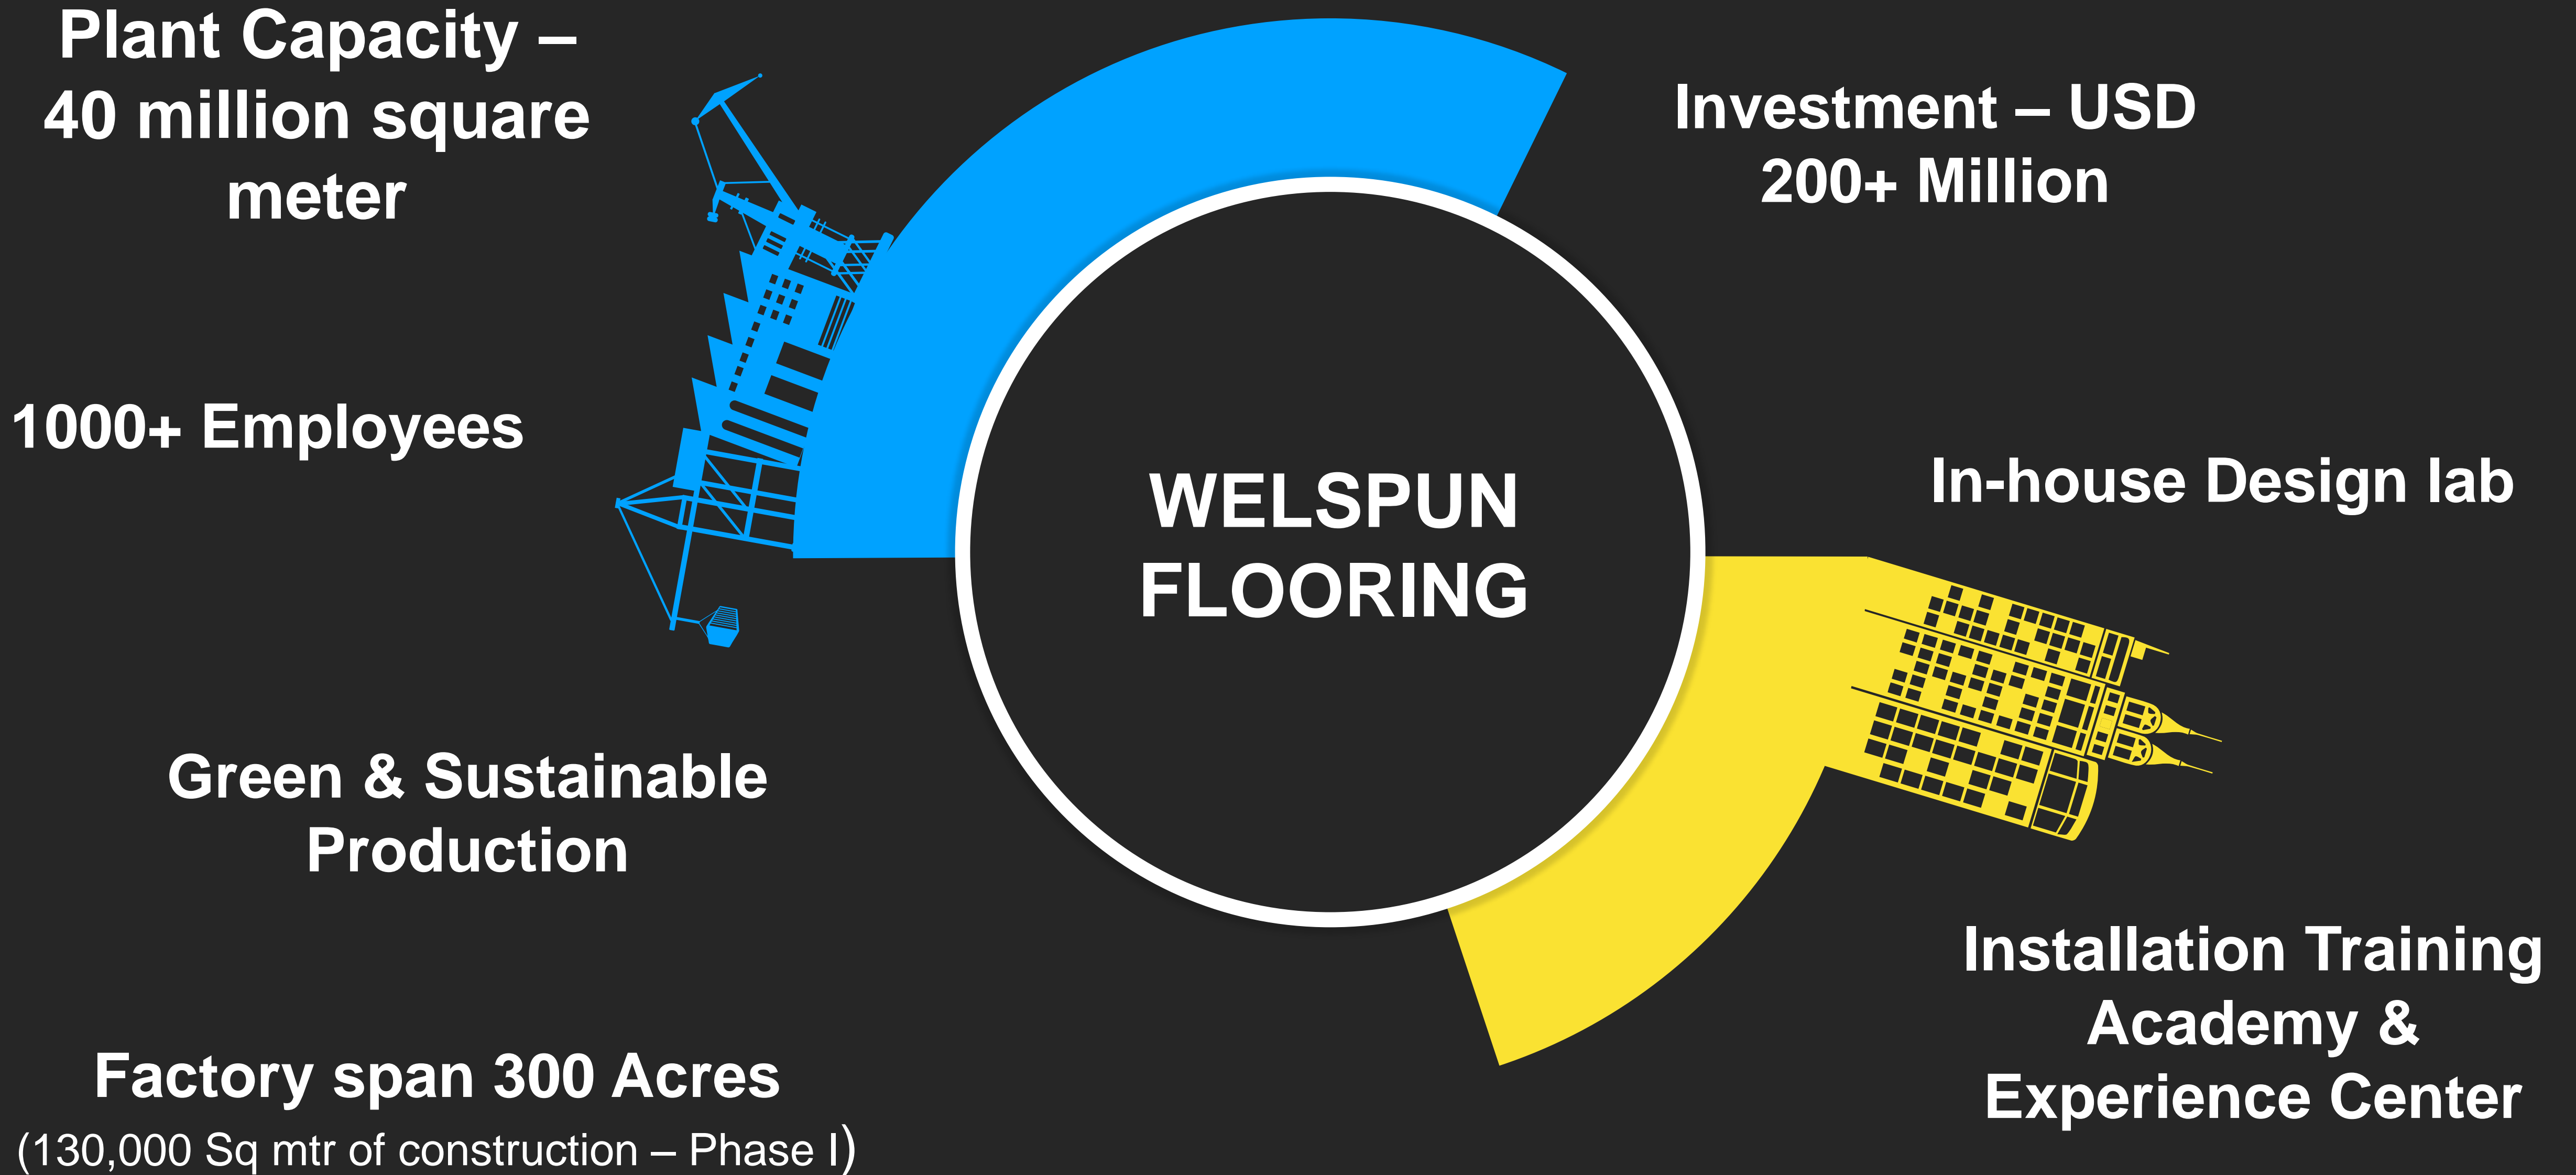 Plant Capacity –
40 million square
meter
1000+ Employees
Green & Sustainable
Production
Factory span 300 Acres
(130,000 Sq mtr of construction – Phase I)
WELSPUN
FLOORING
Investment – USD
200+ Million
In-house Design lab
Installation Training
Academy &
Experience Center